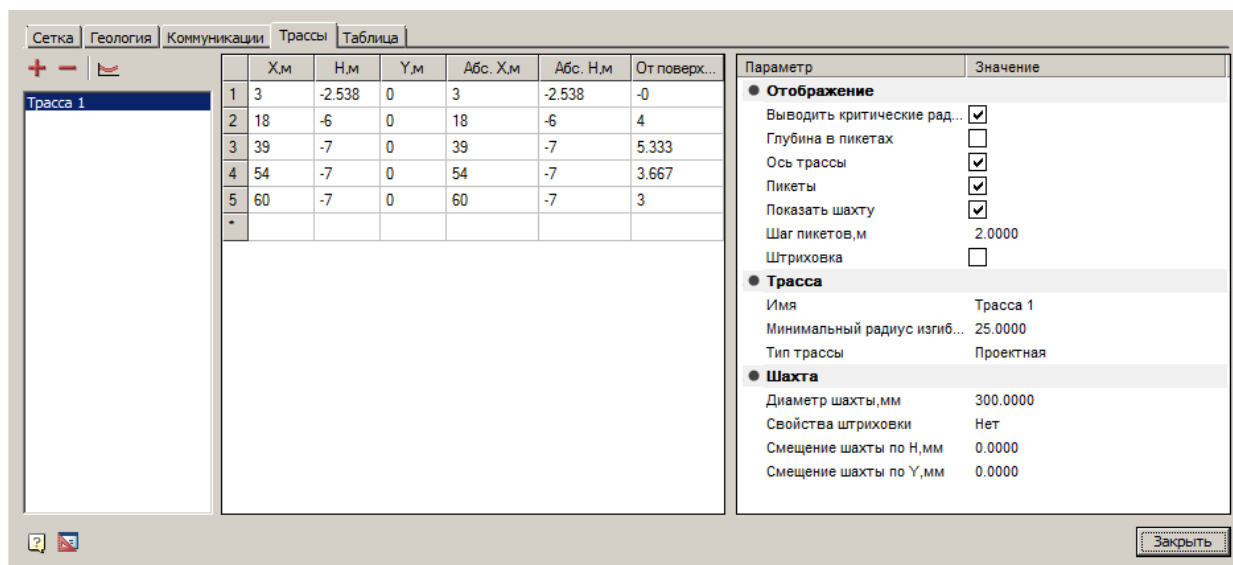 Сетка Геология Коммуникации Трассы Таблица
X,м H,м Y,м Абс. X,м Абс. H,м От поверх...
1 3 -2.538 0 3 -2.538 -0
2 18 -6 0 18 -6 4
3 39 -7 0 39 -7 5.333
4 54 -7 0 54 -7 3.667
5 60 -7 0 60 -7 3
*
Трасса 1
Параметр Значение
Отображение
Выводить критические рад...
Глубина в пикетах
Ось трассы
Пикеты
Показать шахту
Шаг пикетов,м 2.0000
Штриховка
Трасса
Имя Трасса 1
Минимальный радиус изгиб... 25.0000
Тип трассы Проектная
Шахта
Диаметр шахты,мм 300.0000
Свойства штриховки Нет
Смещение шахты по H,мм 0.0000
Смещение шахты по Y,мм 0.0000
Закрыть